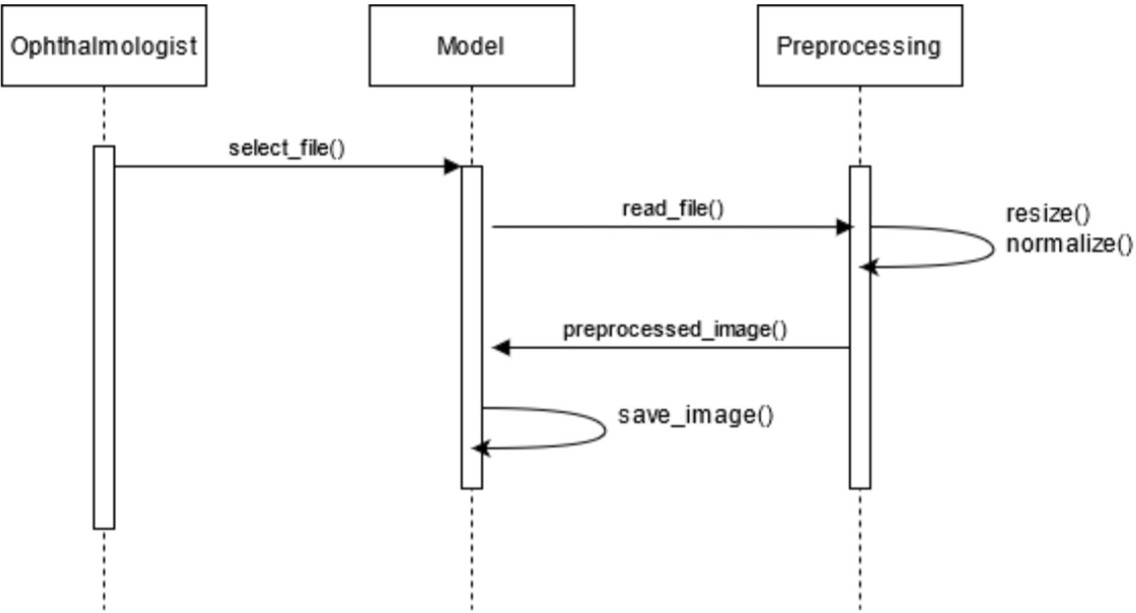 Ophthalmologist
Model
Preprocessing
select_file()
read_file()
resize()
normalize()
preprocessed_image()
save_image()